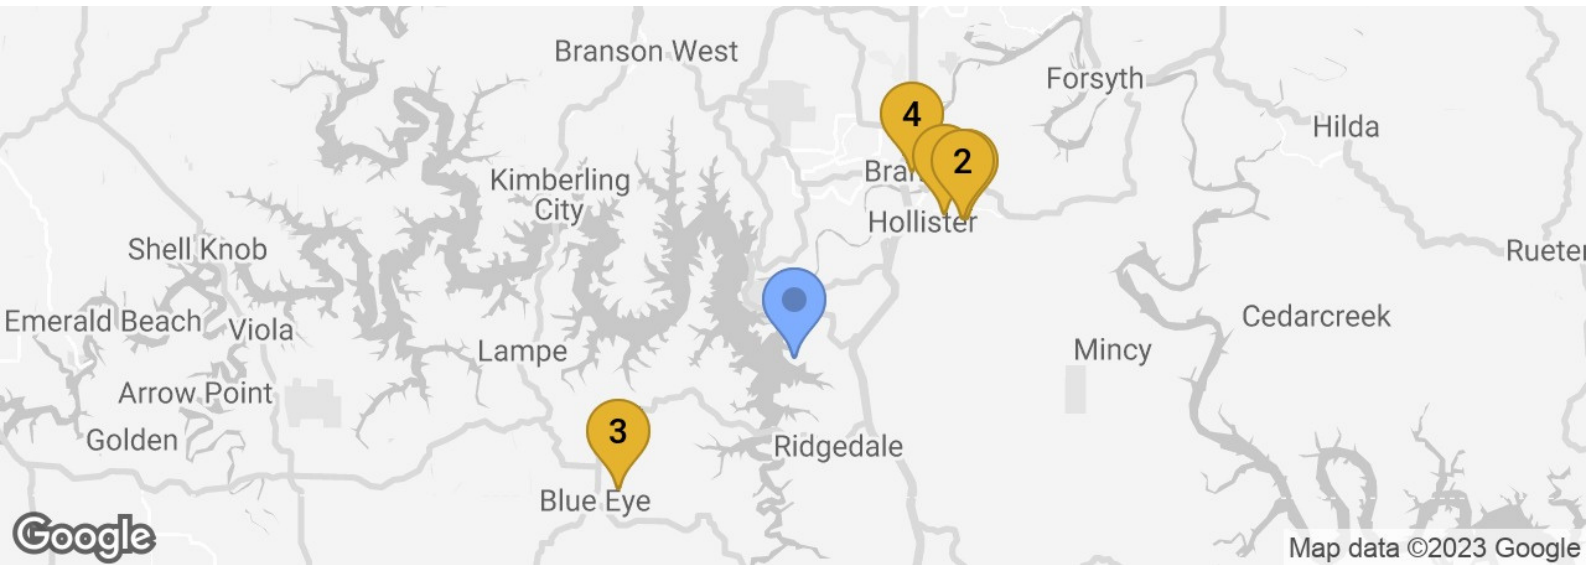 Branson West
Forsyth
4
Hilda
2
Bran
Kimberling
City
Hollister
Shell Knob
Rueter
Emerald Beach
Viola
Cedarcreek
Lampe
Mincy
Arrow Point
3
Golden
Ridgedale
Blue Eye
Google
Map data ©2023 Google